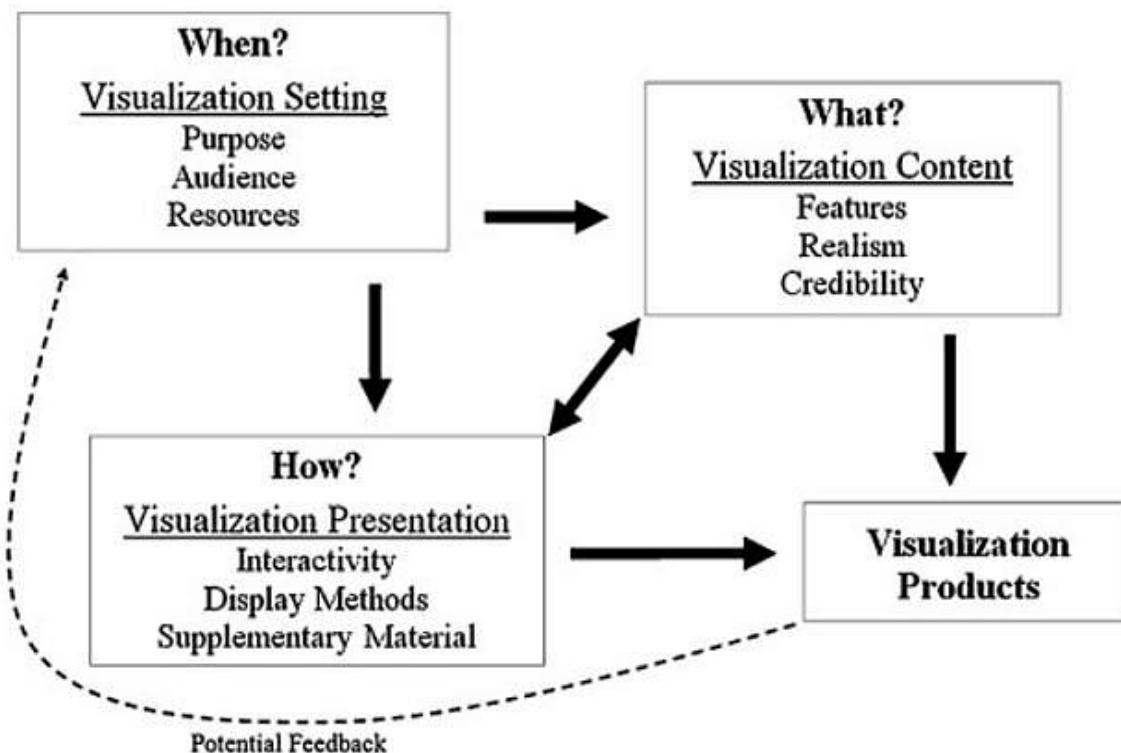 When?
Visualization Setting
Purpose
Audience
Resources
What?
Visualization Content
Features
Realism
Credibility
How?
Visualization Presentation
Interactivity
Display Methods
Supplementary Material
Visualization
Products
Potential Feedback